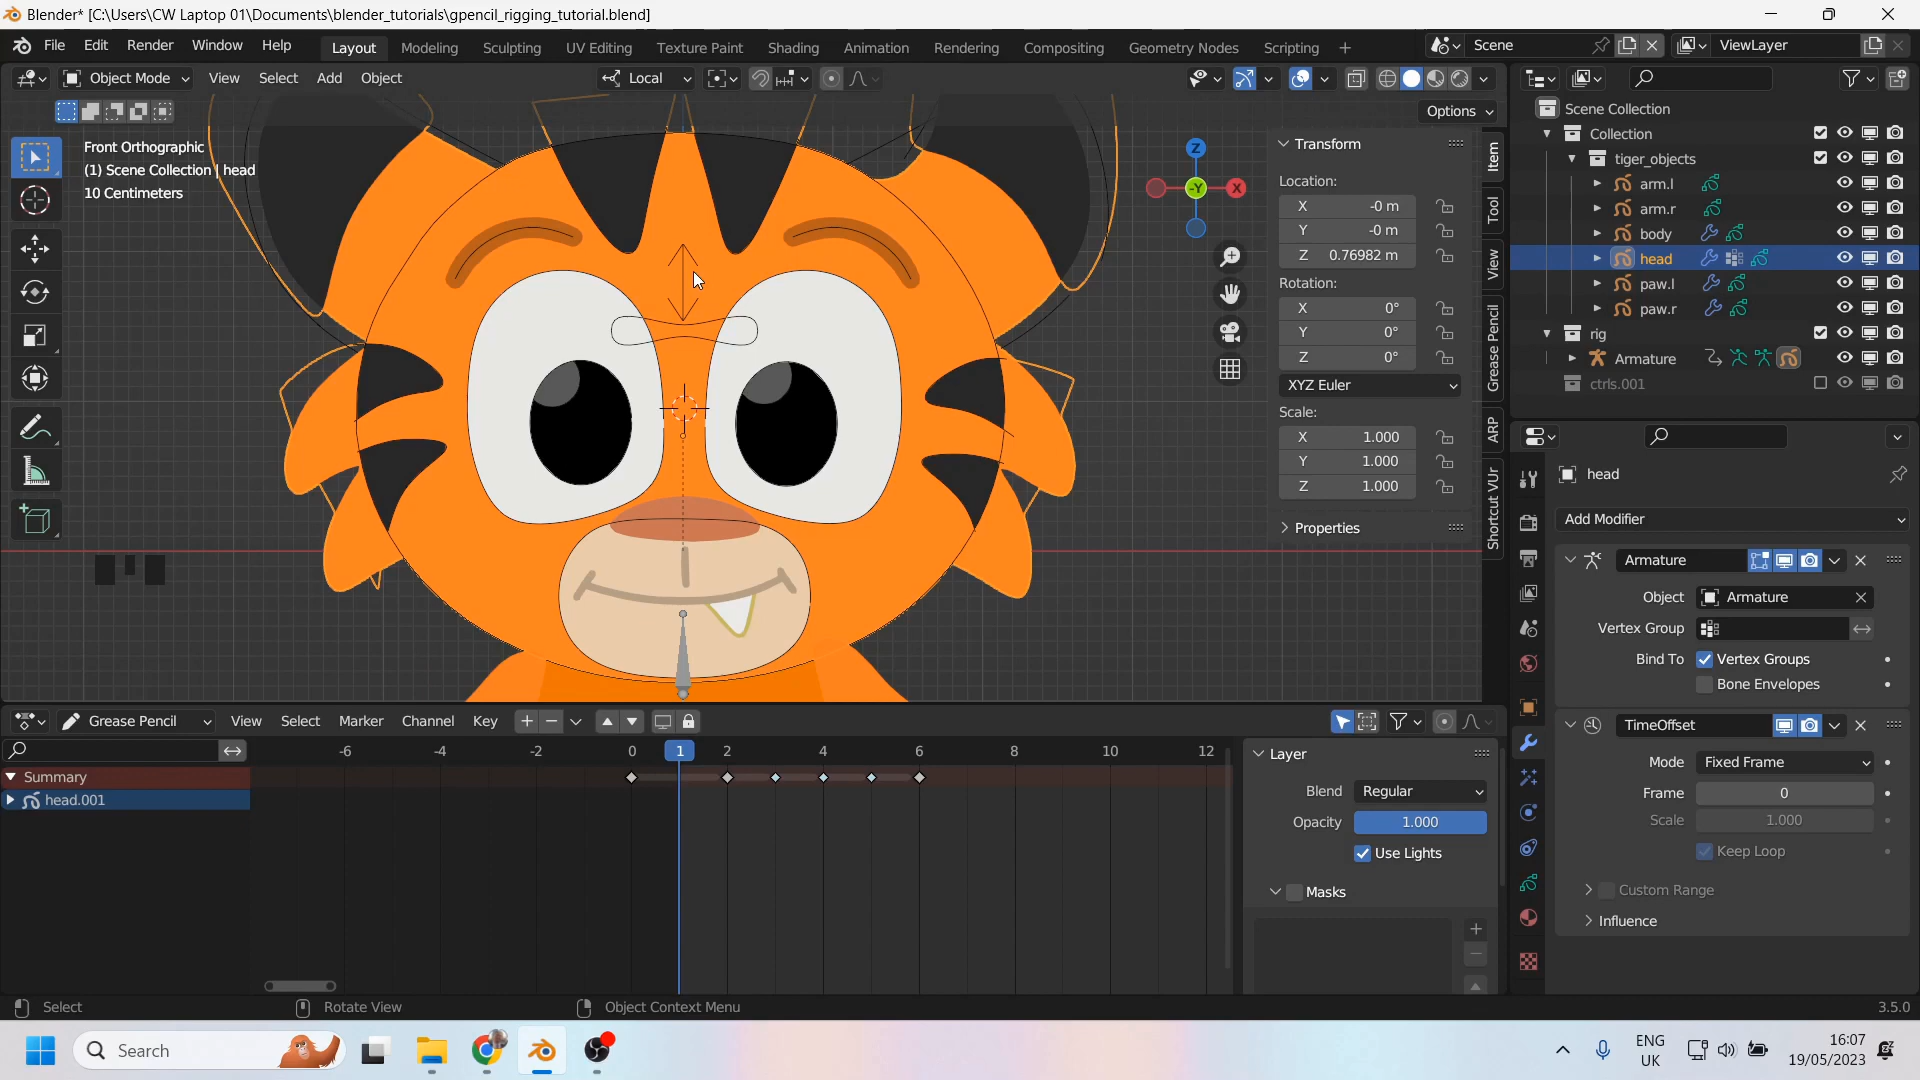 Blender* [C:\Users\CW Laptop 01\Documents\blender_tutorials\gpencil_rigging_tutorial.blend]
File Edit Render Window Help Layout Modeling Sculpting UV Editing Texture Paint Shading Animation Rendering Compositing Geometry Nodes Scripting + Scene ViewLayer
Object Mode View Select Add Object Local
Options
Front Orthographic
(1) Scene Collection | head
10 Centimeters
Z
-Y
X
Transform
Location:
X -0 m
Y -0 m
Z 0.76982 m
Rotation:
X 0°
Y 0°
Z 0°
XYZ Euler
Scale:
X 1.000
Y 1.000
Z 1.000
Properties
Item
Tool
View
Grease Pencil
ARP
Shortcut VUr
Scene Collection
Collection
tiger_objects
arm.l
arm.r
body
head
paw.l
paw.r
rig
Armature
ctrls.001
head
Add Modifier
Armature
Object Armature
Vertex Group
Bind To Vertex Groups
Bone Envelopes
TimeOffset
Mode Fixed Frame
Frame 0
Scale 1.000
Keep Loop
Custom Range
Influence
Grease Pencil View Select Marker Channel Key
-6 -4 -2 0 1 2 4 6 8 10 12
Summary
head.001
Layer
Blend Regular
Opacity 1.000
Use Lights
Masks
Select Rotate View Object Context Menu 3.5.0
Search
ENG
UK
16:07
19/05/2023